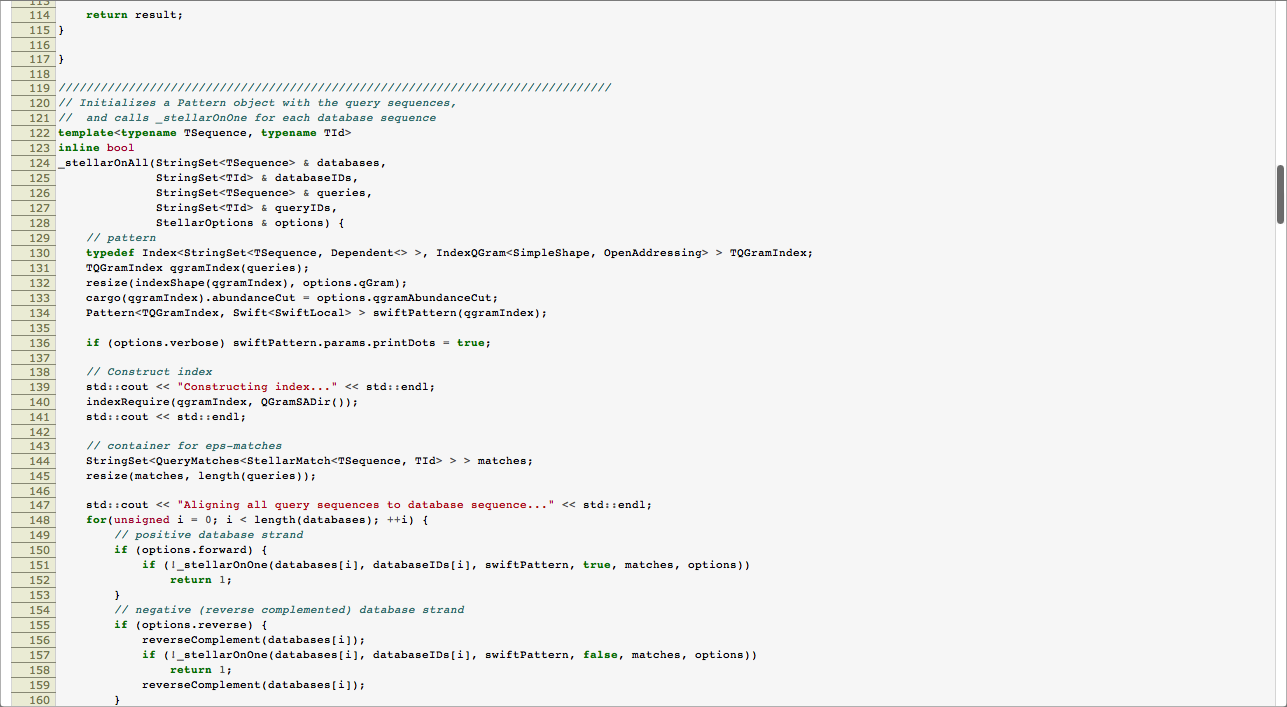 113
114     return result;
115 }
116
117 }
118
119 ///////////////////////////////////////////////////////////////////////////////
120 // Initializes a Pattern object with the query sequences,
121 //  and calls _stellarOnOne for each database sequence
122 template<typename TSequence, typename TId>
123 inline bool
124 _stellarOnAll(StringSet<TSequence> & databases,
125               StringSet<TId> & databaseIDs,
126               StringSet<TSequence> & queries,
127               StringSet<TId> & queryIDs,
128               StellarOptions & options) {
129     // pattern
130     typedef Index<StringSet<TSequence, Dependent<> >, IndexQGram<SimpleShape, OpenAddressing> > TQGramIndex;
131     TQGramIndex qgramIndex(queries);
132     resize(indexShape(qgramIndex), options.qGram);
133     cargo(qgramIndex).abundanceCut = options.qgramAbundanceCut;
134     Pattern<TQGramIndex, Swift<SwiftLocal> > swiftPattern(qgramIndex);
135
136     if (options.verbose) swiftPattern.params.printDots = true;
137
138     // Construct index
139     std::cout << "Constructing index..." << std::endl;
140     indexRequire(qgramIndex, QGramSADir());
141     std::cout << std::endl;
142
143     // container for eps-matches
144     StringSet<QueryMatches<StellarMatch<TSequence, TId> > > matches;
145     resize(matches, length(queries));
146
147     std::cout << "Aligning all query sequences to database sequence..." << std::endl;
148     for(unsigned i = 0; i < length(databases); ++i) {
149         // positive database strand
150         if (options.forward) {
151             if (!_stellarOnOne(databases[i], databaseIDs[i], swiftPattern, true, matches, options))
152                 return 1;
153         }
154         // negative (reverse complemented) database strand
155         if (options.reverse) {
156             reverseComplement(databases[i]);
157             if (!_stellarOnOne(databases[i], databaseIDs[i], swiftPattern, false, matches, options))
158                 return 1;
159             reverseComplement(databases[i]);
160         }